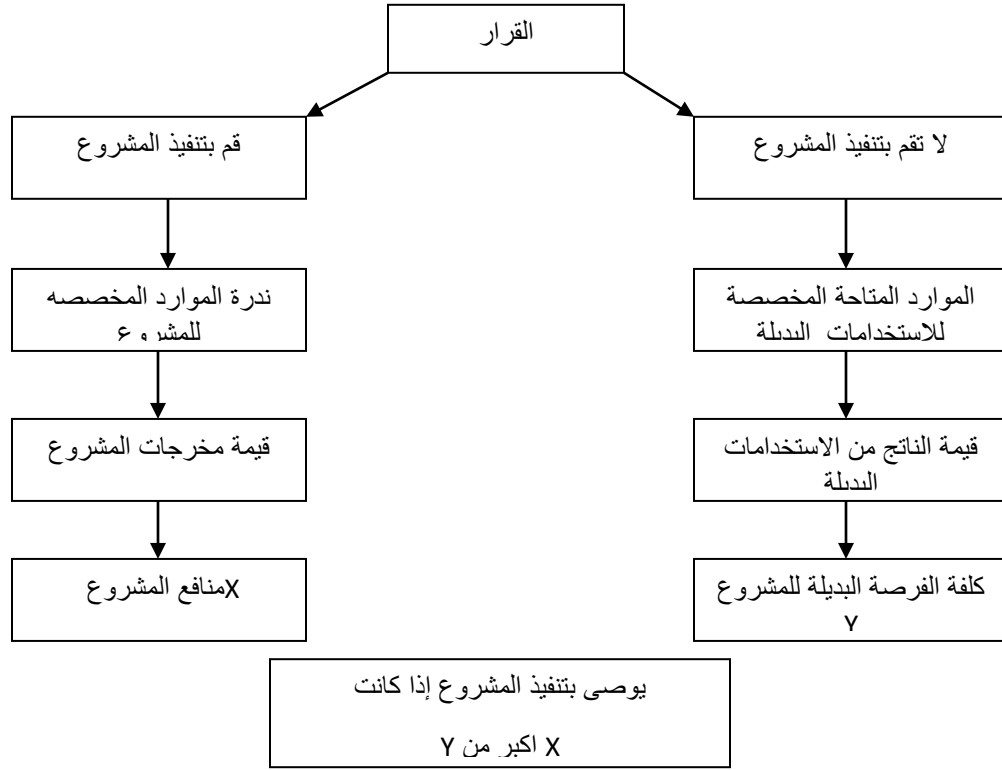 القرار
قم بتنفيذ المشروع
لا تقم بتنفيذ المشروع
ندرة الموارد المخصصه
للمشروع
الموارد المتاحة المخصصة
للاستخدامات البديلة
قيمة مخرجات المشروع
قيمة الناتج من الاستخدامات
البديلة
Xمنافع المشروع
كلفة الفرصة البديلة للمشروع
Y
يوصى بتنفيذ المشروع إذا كانت
X اكبر من Y